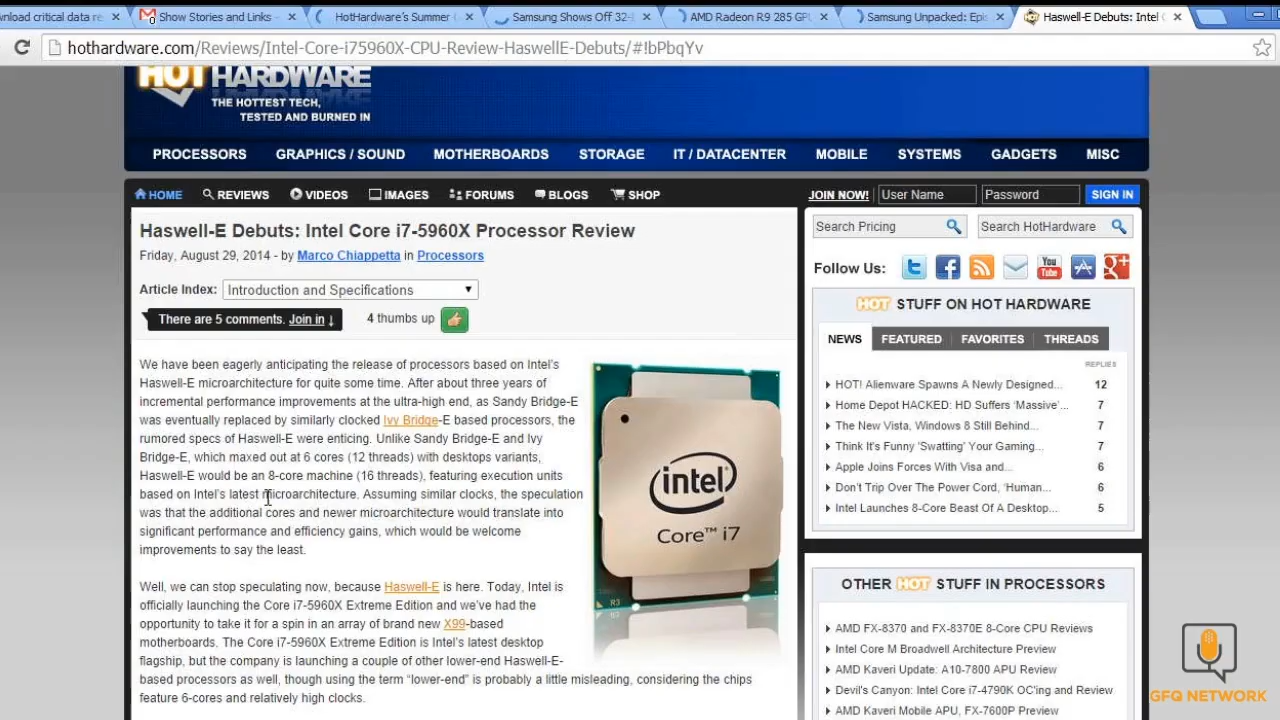 ownload critical data re
Show Stories and Links -
HotHardware's Summer
Samsung Shows Off 32-
AMD Radeon R9 285 GPU
Samsung Unpacked: Epi
Haswell-E Debuts: Intel C
hothardware.com/Reviews/Intel-Core-i75960X-CPU-Review-HaswellE-Debuts/#!bPbqYv
HOTHARDWARE
THE HOTTEST TECH,
TESTED AND BURNED IN
PROCESSORS GRAPHICS / SOUND MOTHERBOARDS STORAGE IT / DATACENTER MOBILE SYSTEMS GADGETS MISC
HOME REVIEWS VIDEOS IMAGES FORUMS BLOGS SHOP
JOIN NOW! User Name Password SIGN IN
Haswell-E Debuts: Intel Core i7-5960X Processor Review
Friday, August 29, 2014 - by Marco Chiappetta in Processors
Article Index: Introduction and Specifications
There are 5 comments. Join in ↓ 4 thumbs up
We have been eagerly anticipating the release of processors based on Intel's
Haswell-E microarchitecture for quite some time. After about three years of
incremental performance improvements at the ultra-high end, as Sandy Bridge-E
was eventually replaced by similarly clocked Ivy Bridge-E based processors, the
rumored specs of Haswell-E were enticing. Unlike Sandy Bridge-E and Ivy
Bridge-E, which maxed out at 6 cores (12 threads) with desktops variants,
Haswell-E would be an 8-core machine (16 threads), featuring execution units
based on Intel's latest microarchitecture. Assuming similar clocks, the speculation
was that the additional cores and newer microarchitecture would translate into
significant performance and efficiency gains, which would be welcome
improvements to say the least.
Well, we can stop speculating now, because Haswell-E is here. Today, Intel is
officially launching the Core i7-5960X Extreme Edition and we've had the
opportunity to take it for a spin in an array of brand new X99-based
motherboards. The Core i7-5960X Extreme Edition is Intel's latest desktop
flagship, but the company is launching a couple of other lower-end Haswell-E-
based processors as well, though using the term "lower-end" is probably a little misleading, considering the chips
feature 6-cores and relatively high clocks.
intel
Core™ i7
R3
Search Pricing Search HotHardware
Follow Us:
You
Tube
HOT STUFF ON HOT HARDWARE
NEWS FEATURED FAVORITES THREADS
REPLIES
HOT! Alienware Spawns A Newly Designed... 12
Home Depot HACKED: HD Suffers 'Massive'... 7
The New Vista, Windows 8 Still Behind... 7
Think It's Funny 'Swatting' Your Gaming... 7
Apple Joins Forces With Visa and... 6
Don't Trip Over The Power Cord, 'Human... 6
Intel Launches 8-Core Beast Of A Desktop... 5
OTHER HOT STUFF IN PROCESSORS
AMD FX-8370 and FX-8370E 8-Core CPU Reviews
Intel Core M Broadwell Architecture Preview
AMD Kaveri Update: A10-7800 APU Review
Devil's Canyon: Intel Core i7-4790K OC'ing and Review
AMD Kaveri Mobile APU, FX-7600P Preview
GFQ NETWORK